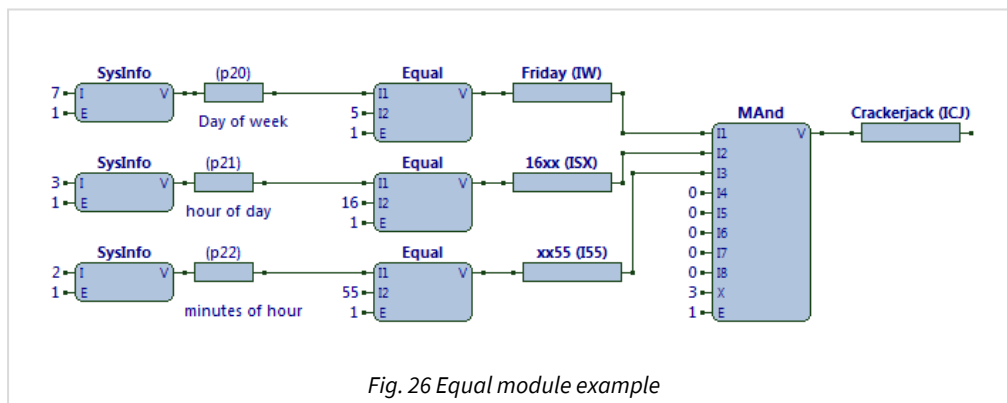 SysInfo (p20) Equal Friday (IW)
7 I V I1 V
1 E 5 I2
Day of week 1 E
MAnd Crackerjack (ICJ)
I1 V
I2
SysInfo (p21) Equal 16xx (ISX)
I3
3 I V I1 V
0 I4
1 E 16 I2
hour of day 1 E
0 I5
0 I6
SysInfo (p22) Equal xx55 (I55)
0 I7
2 I V I1 V
0 I8
1 E 55 I2
3 X
minutes of hour 1 E
1 E
Fig. 26 Equal module example